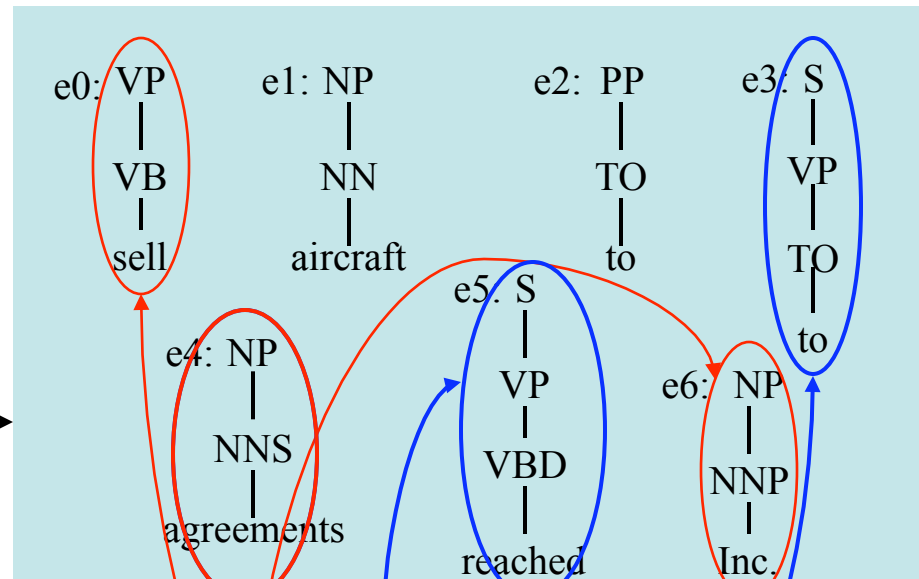 e0: VP
VB
sell
e1: NP
NN
aircraft
e2: PP
TO
to
e3: S
VP
TO
to
e4: NP
NNS
agreements
e5: S
VP
VBD
reached
e6: NP
NNP
Inc.